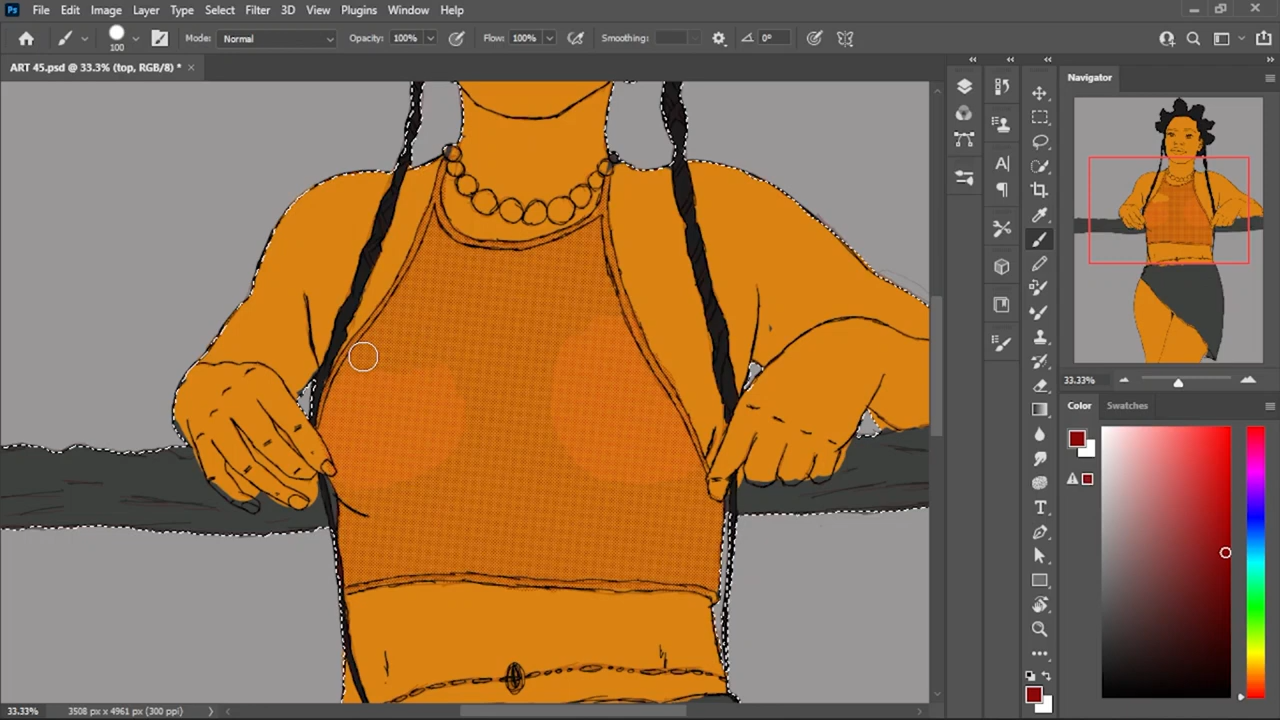 Ps File Edit Image Layer Type Select Filter 3D View Plugins Window Help
100 Mode: Normal Opacity: 100% Flow: 100% Smoothing: 0°
ART 45.psd @ 33.3% (top, RGB/8) * ×
Navigator
33.33%
Color Swatches
33.33% 3508 px x 4961 px (300 ppi)